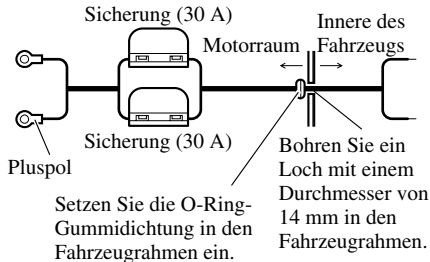 Sicherung (30 A)
Motorraum
Innere des
Fahrzeugs
Sicherung (30 A)
Pluspol
Setzen Sie die O-Ring-
Gummidichtung in den
Fahrzeugrahmen ein.
Bohren Sie ein
Loch mit einem
Durchmesser von
14 mm in den
Fahrzeugrahmen.